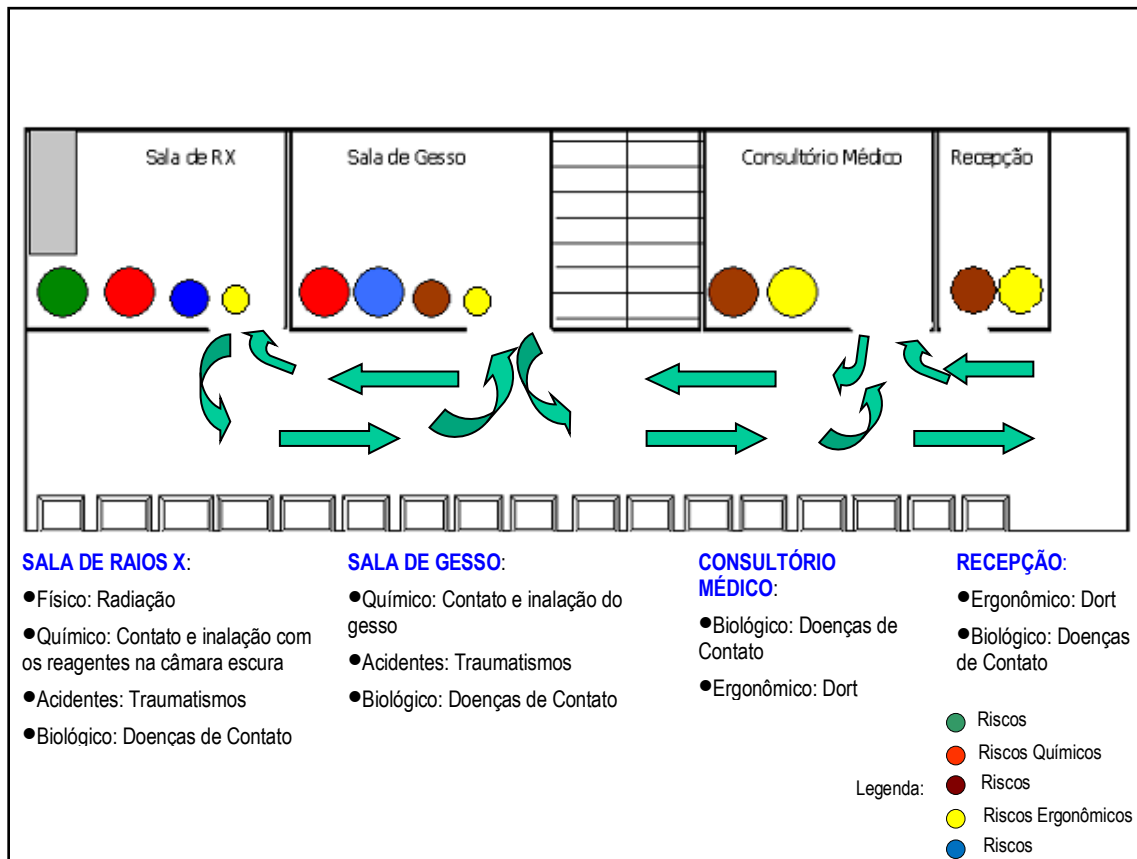 Sala de RX
Sala de Gesso
Consultório Médico
Recepção
SALA DE RAIOS X:
●Físico: Radiação
●Químico: Contato e inalação com
os reagentes na câmara escura
●Acidentes: Traumatismos
●Biológico: Doenças de Contato
SALA DE GESSO:
●Químico: Contato e inalação do
gesso
●Acidentes: Traumatismos
●Biológico: Doenças de Contato
CONSULTÓRIO
MÉDICO:
●Biológico: Doenças de
Contato
●Ergonômico: Dort
RECEPÇÃO:
●Ergonômico: Dort
●Biológico: Doenças
de Contato
Legenda:
Riscos
Riscos Químicos
Riscos
Riscos Ergonômicos
Riscos